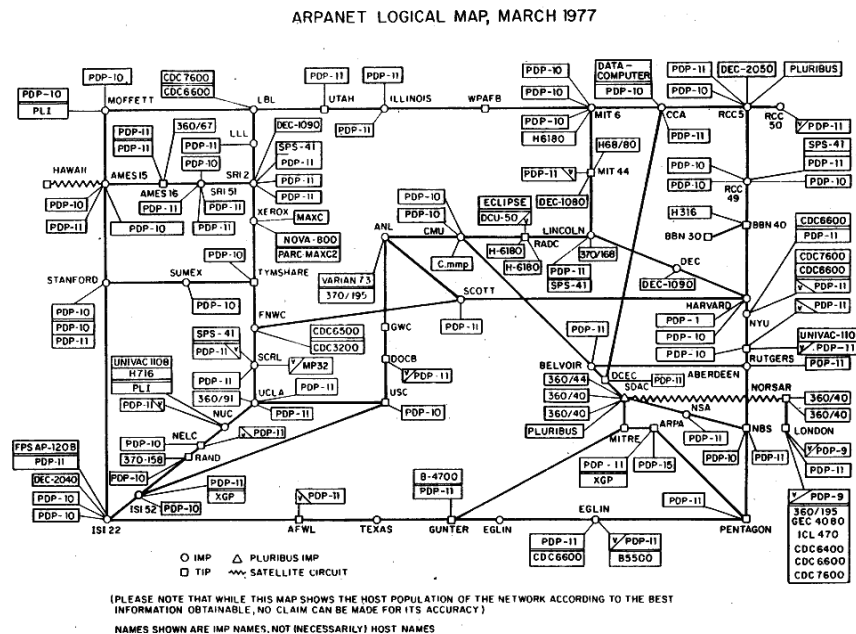 ARPANET LOGICAL MAP, MARCH 1977
PDP-10
CDC7600
CDC6600
PDP-11
PDP-11
PDP-10
PDP-10
PDP-10
H6180
DATA-
COMPUTER
PDP-10
PDP-11
PDP-10
DEC-2050
PLURIBUS
PDP-10
PLI
MOFFETT
LBL
UTAH
ILLINOIS
WPAFB
MIT 6
CCA
RCC5
RCC
50
PDP-11
PDP-11
PDP-11
PDP-11
PDP-11
360/67
LLL
PDP-11
PDP-10
DEC-1090
SPS-41
PDP-11
PDP-11
PDP-11
H68/80
MIT 44
PDP-11
DEC-1080
PDP-10
PDP-10
RCC
49
SPS-41
PDP-11
PDP-10
HAWAII
AMES15
AMES16
SRI 51
SRI 2
PDP-10
PDP-11
PDP-10
PDP-11
PDP-11
PDP-11
XEROX
MAXC
NOVA-800
PARC-MAXC2
PDP-10
PDP-10
ECLIPSE
DCU-50
ANL
CMU
RADC
LINCOLN
C.mmp
H-6180
H-6180
370/168
PDP-11
SPS-41
DEC
DEC-1090
H316
BBN 30
BBN 40
CDC6600
PDP-11
CDC7600
CDC6600
PDP-11
PDP-11
STANFORD
SUMEX
PDP-10
TYMSHARE
PDP-10
PDP-10
PDP-10
PDP-11
VARIAN 73
370/195
SCOTT
PDP-11
HARVARD
PDP-1
PDP-10
PDP-10
NYU
UNIVAC-110
PDP-11
PDP-11
FNWC
CDC6500
CDC3200
GWC
SPS-41
PDP-11
SCRL
MP32
DOCB
PDP-11
PDP-11
BELVOIR
ABERDEEN
RUTGERS
UNIVAC110B
H716
PLI
PDP-11
PDP-11
360/91
UCLA
PDP-11
PDP-11
USC
PDP-10
360/44
360/40
360/40
PLURIBUS
DCEC
PDP-11
SDAC
NORSAR
360/40
360/40
NUC
NELC
PDP-10
370-158
RAND
PDP-11
NSA
PDP-11
NBS
PDP-10
PDP-11
LONDON
PDP-9
PDP-11
MITRE
ARPA
PDP-11
XGP
PDP-15
FPS AP-120B
PDP-11
DEC-2040
PDP-10
PDP-10
PDP-10
PDP-11
XGP
ISI 52
PDP-10
ISI 22
PDP-11
AFWL
TEXAS
B-4700
PDP-11
GUNTER
EGLIN
EGLIN
PDP-11
CDC6600
PDP-11
B5500
PDP-11
PENTAGON
PDP-9
360/195
GEC 4080
ICL 470
CDC6400
CDC6600
CDC7600
IMP
PLURIBUS IMP
TIP
SATELLITE CIRCUIT
(PLEASE NOTE THAT WHILE THIS MAP SHOWS THE HOST POPULATION OF THE NETWORK ACCORDING TO THE BEST
INFORMATION OBTAINABLE, NO CLAIM CAN BE MADE FOR ITS ACCURACY)
NAMES SHOWN ARE IMP NAMES, NOT (NECESSARILY) HOST NAMES